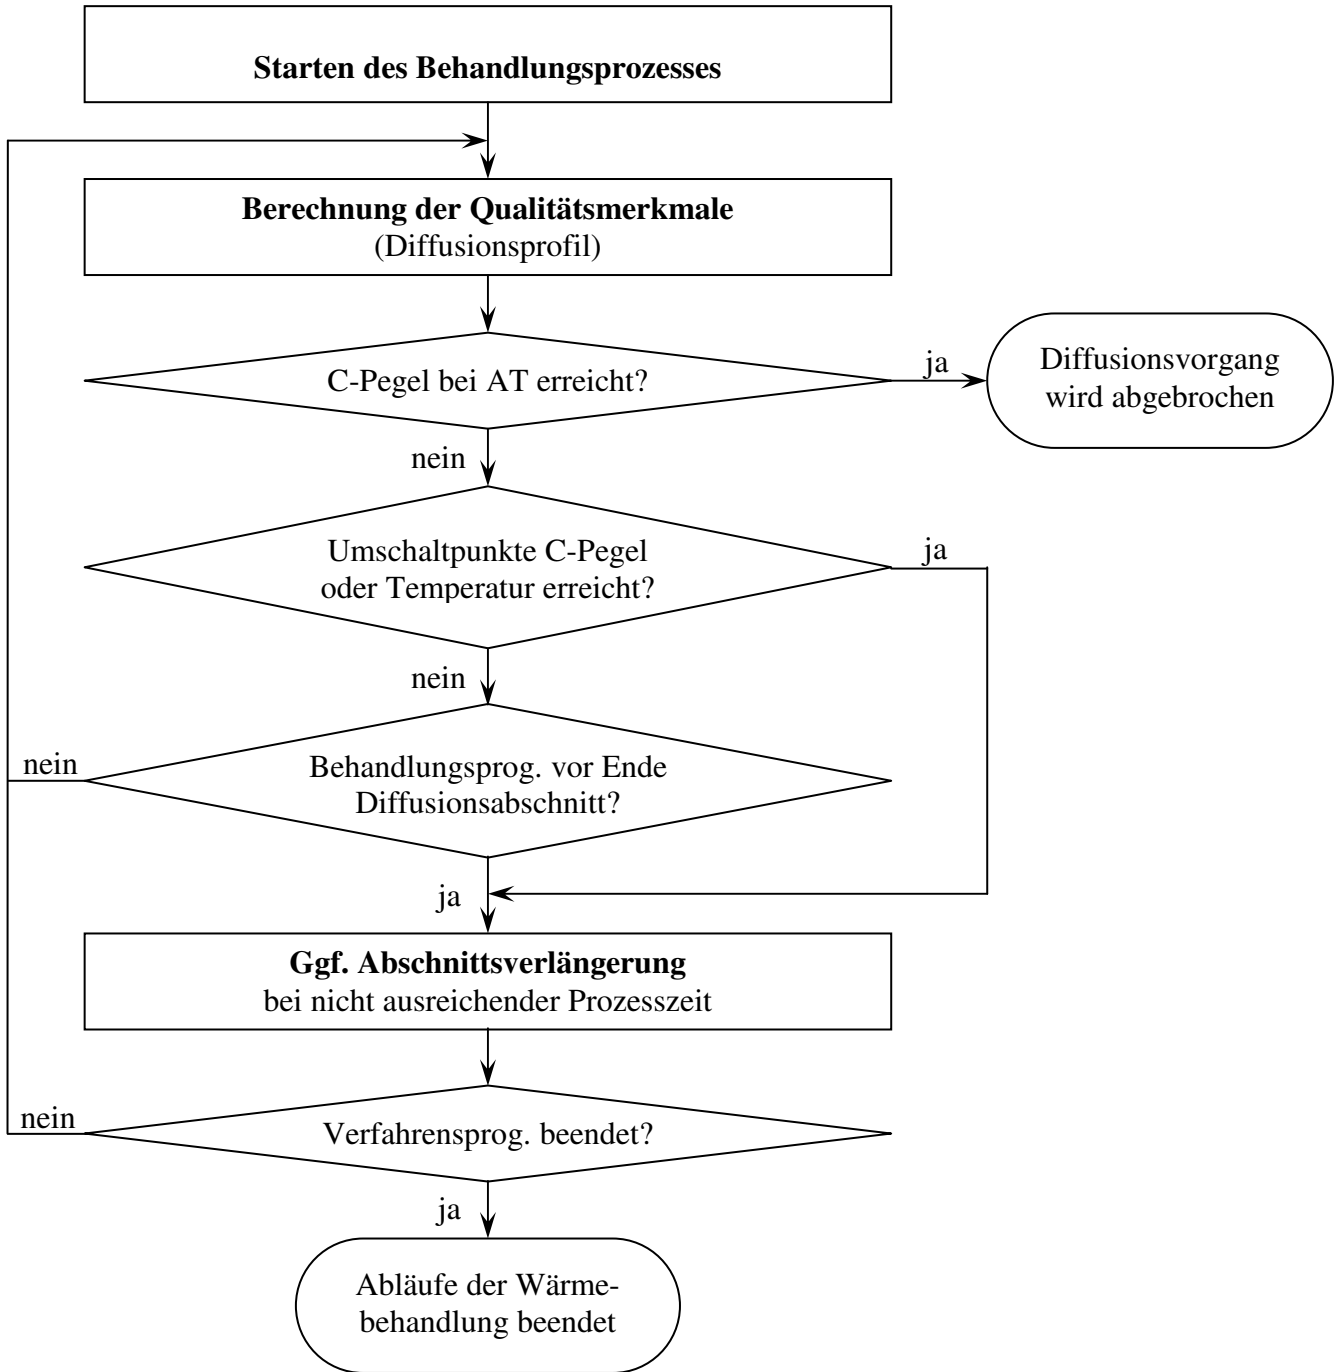 Starten des Behandlungsprozesses
Berechnung der Qualitätsmerkmale
(Diffusionsprofil)
C-Pegel bei AT erreicht?
ja
Diffusionsvorgang
wird abgebrochen
nein
Umschaltpunkte C-Pegel
oder Temperatur erreicht?
ja
nein
nein
Behandlungsprog. vor Ende
Diffusionsabschnitt?
ja
Ggf. Abschnittsverlängerung
bei nicht ausreichender Prozesszeit
nein
Verfahrensprog. beendet?
ja
Abläufe der Wärme-
behandlung beendet